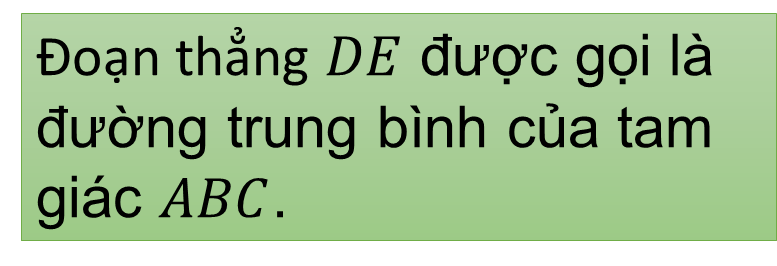 Đoạn thẳng DE được gọi là
đường trung bình của tam
giác ABC.